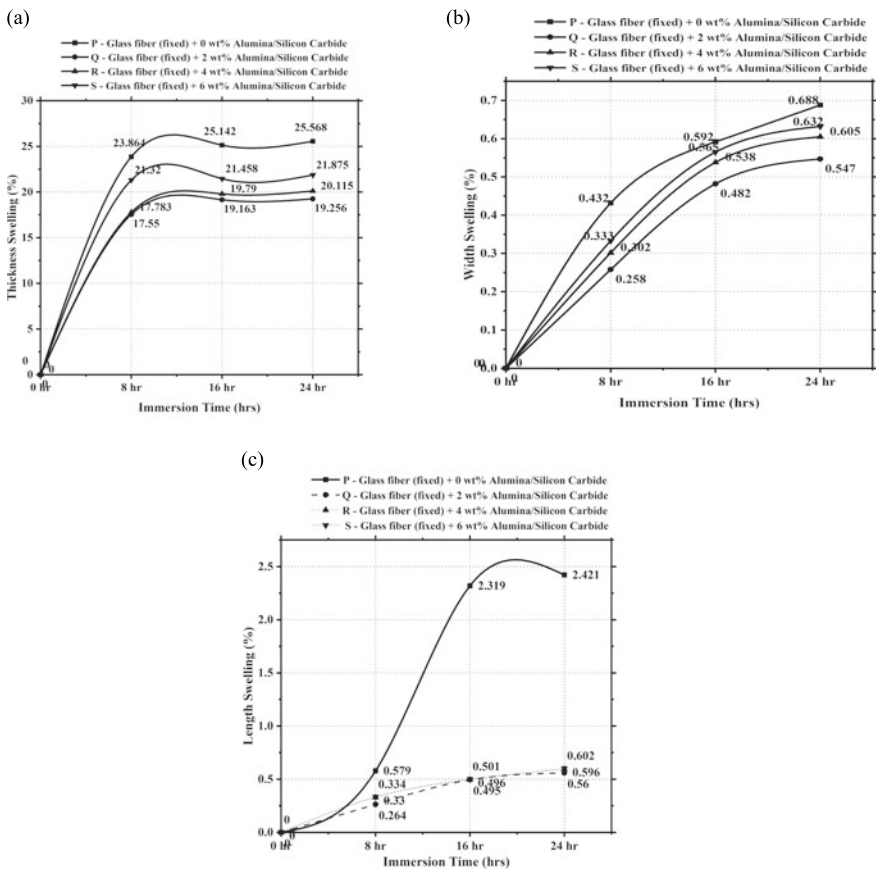 (a)
P - Glass fiber (fixed) + 0 wt% Alumina/Silicon Carbide
Q - Glass fiber (fixed) + 2 wt% Alumina/Silicon Carbide
R - Glass fiber (fixed) + 4 wt% Alumina/Silicon Carbide
S - Glass fiber (fixed) + 6 wt% Alumina/Silicon Carbide
Thickness Swelling (%)
30
25
20
15
10
5
0
23.864
25.142
25.568
21.32
21.458
21.875
17.783
19.79
20.115
17.55
19.163
19.256
0
0
0 hr
8 hr
16 hr
24 hr
Immersion Time (hrs)
(b)
P - Glass fiber (fixed) + 0 wt% Alumina/Silicon Carbide
Q - Glass fiber (fixed) + 2 wt% Alumina/Silicon Carbide
R - Glass fiber (fixed) + 4 wt% Alumina/Silicon Carbide
S - Glass fiber (fixed) + 6 wt% Alumina/Silicon Carbide
Width Swelling (%)
0.7
0.6
0.5
0.4
0.3
0.2
0.1
0.0
0.688
0.592
0.632
0.565
0.605
0.538
0.547
0.482
0.432
0.333
0.302
0.258
0
0
0 hr
8 hr
16 hr
24 hr
Immersion Time (hrs)
(c)
P - Glass fiber (fixed) + 0 wt% Alumina/Silicon Carbide
Q - Glass fiber (fixed) + 2 wt% Alumina/Silicon Carbide
R - Glass fiber (fixed) + 4 wt% Alumina/Silicon Carbide
S - Glass fiber (fixed) + 6 wt% Alumina/Silicon Carbide
Length Swelling (%)
2.5
2.0
1.5
1.0
0.5
0.0
2.319
2.421
0.579
0.501
0.602
0.334
0.496
0.596
0.33
0.495
0.56
0.264
0
0
0 hr
8 hr
16 hr
24 hr
Immersion Time (hrs)